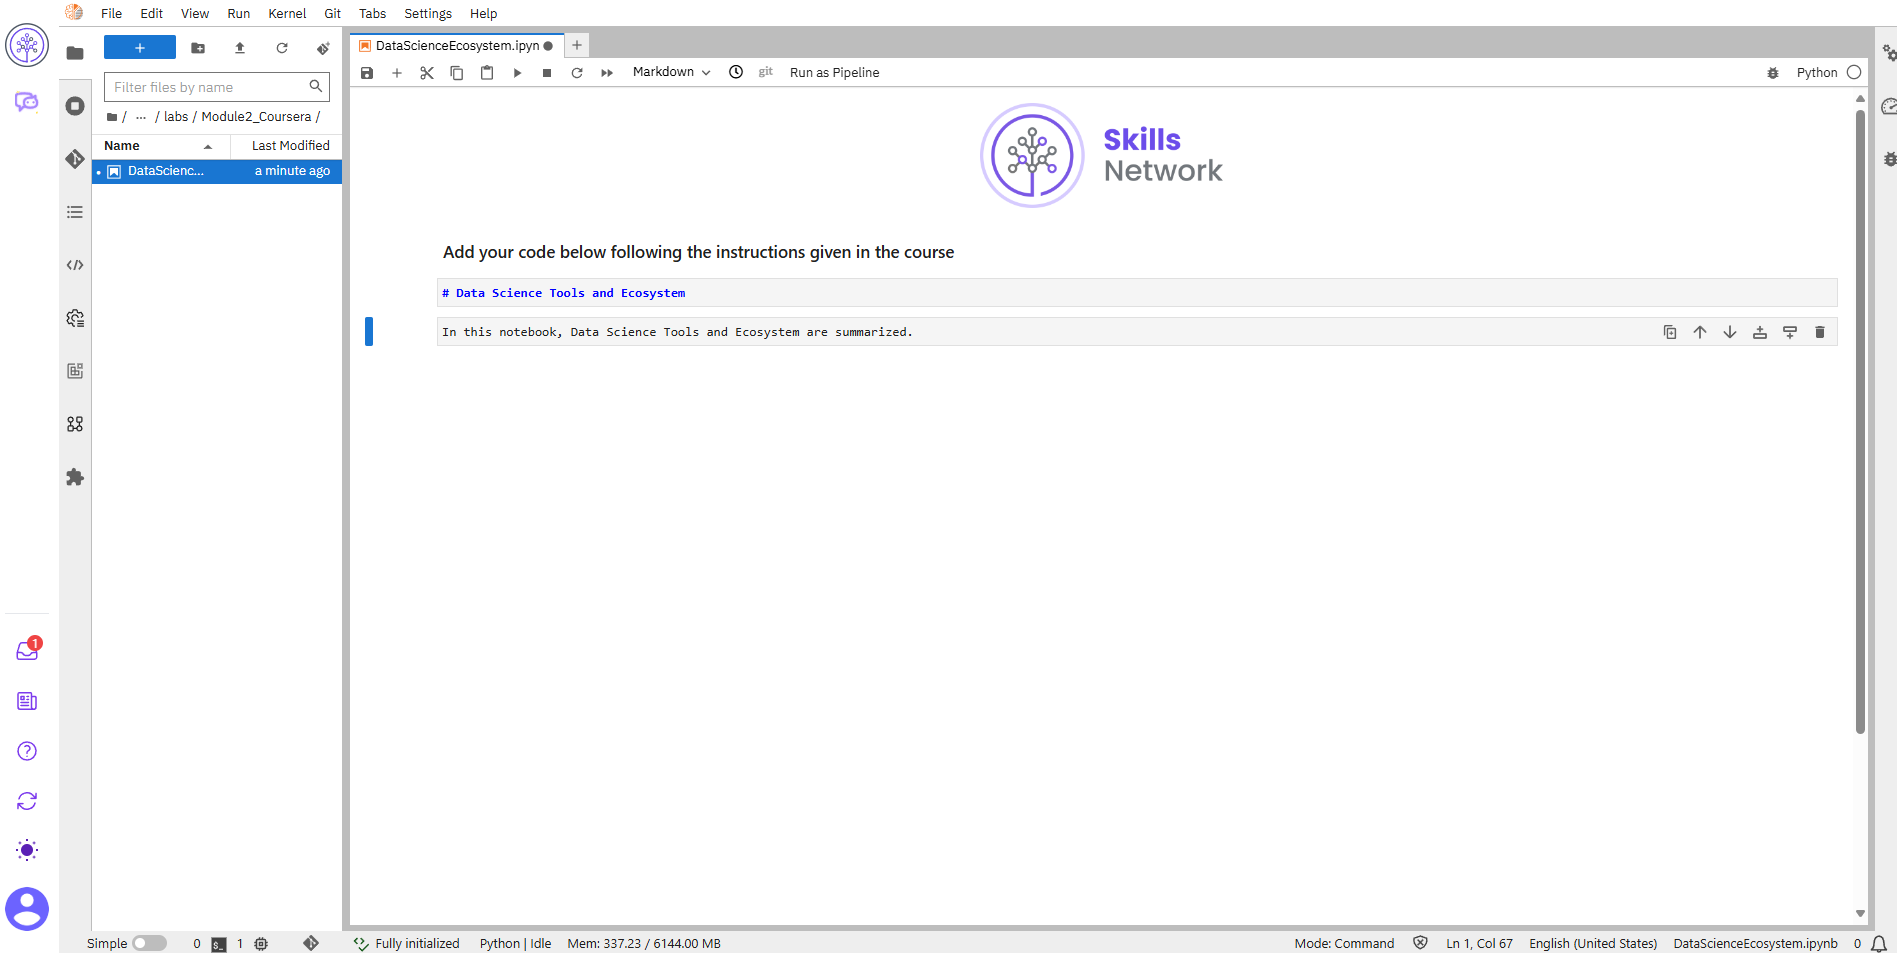 File Edit View Run Kernel Git Tabs Settings Help
Filter files by name
/ ... / labs / Module2_Coursera /
Name Last Modified
DataScienc... a minute ago
DataScienceEcosystem.ipyn
Markdown git Run as Pipeline Python
Skills
Network
Add your code below following the instructions given in the course
# Data Science Tools and Ecosystem
In this notebook, Data Science Tools and Ecosystem are summarized.
1
Simple 0 $_ 1 Fully initialized Python | Idle Mem: 337.23 / 6144.00 MB Mode: Command Ln 1, Col 67 English (United States) DataScienceEcosystem.ipynb 0